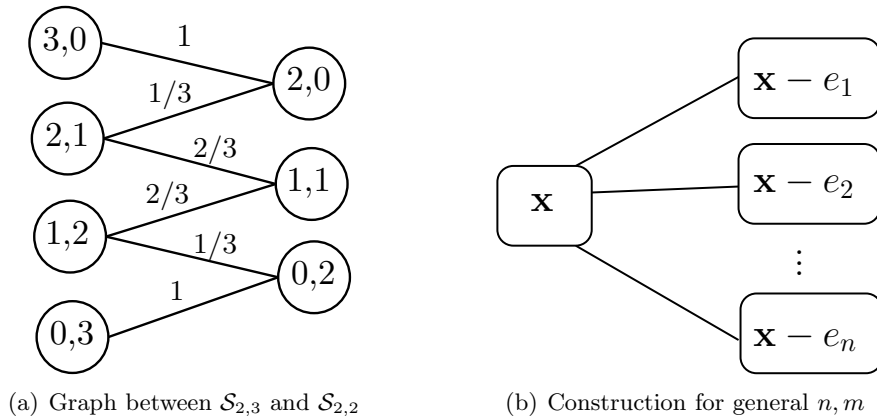 3,0
1
2,0
1/3
2,1
2/3
1,1
2/3
1,2
1/3
0,2
1
0,3
(a) Graph between 𝒮₂,₃ and 𝒮₂,₂
x
x − e₁
x − e₂
⋮
x − eₙ
(b) Construction for general n, m